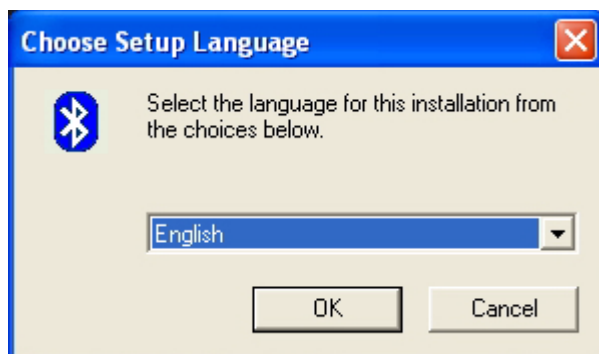 Choose Setup Language
Select the language for this installation from
the choices below.
English
OK
Cancel